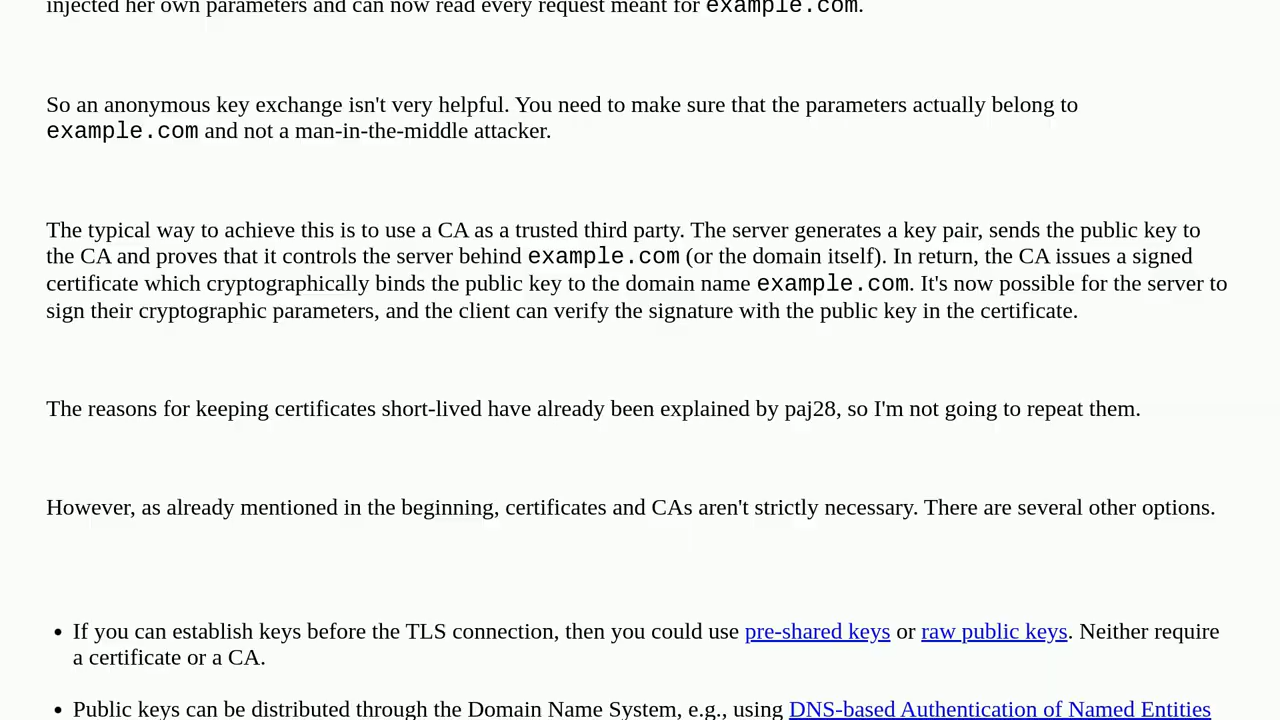 injected her own parameters and can now read every request meant for example.com.
So an anonymous key exchange isn't very helpful. You need to make sure that the parameters actually belong to
example.com and not a man-in-the-middle attacker.
The typical way to achieve this is to use a CA as a trusted third party. The server generates a key pair, sends the public key to
the CA and proves that it controls the server behind example.com (or the domain itself). In return, the CA issues a signed
certificate which cryptographically binds the public key to the domain name example.com. It's now possible for the server to
sign their cryptographic parameters, and the client can verify the signature with the public key in the certificate.
The reasons for keeping certificates short-lived have already been explained by paj28, so I'm not going to repeat them.
However, as already mentioned in the beginning, certificates and CAs aren't strictly necessary. There are several other options.
• If you can establish keys before the TLS connection, then you could use pre-shared keys or raw public keys. Neither require
a certificate or a CA.
• Public keys can be distributed through the Domain Name System, e.g., using DNS-based Authentication of Named Entities